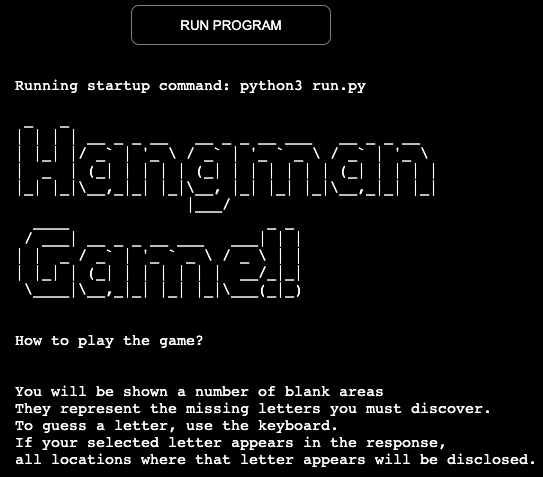 RUN PROGRAM
Running startup command: python3 run.py
Hangman
Game!!
How to play the game?
You will be shown a number of blank areas
They represent the missing letters you must discover.
To guess a letter, use the keyboard.
If your selected letter appears in the response,
all locations where that letter appears will be disclosed.